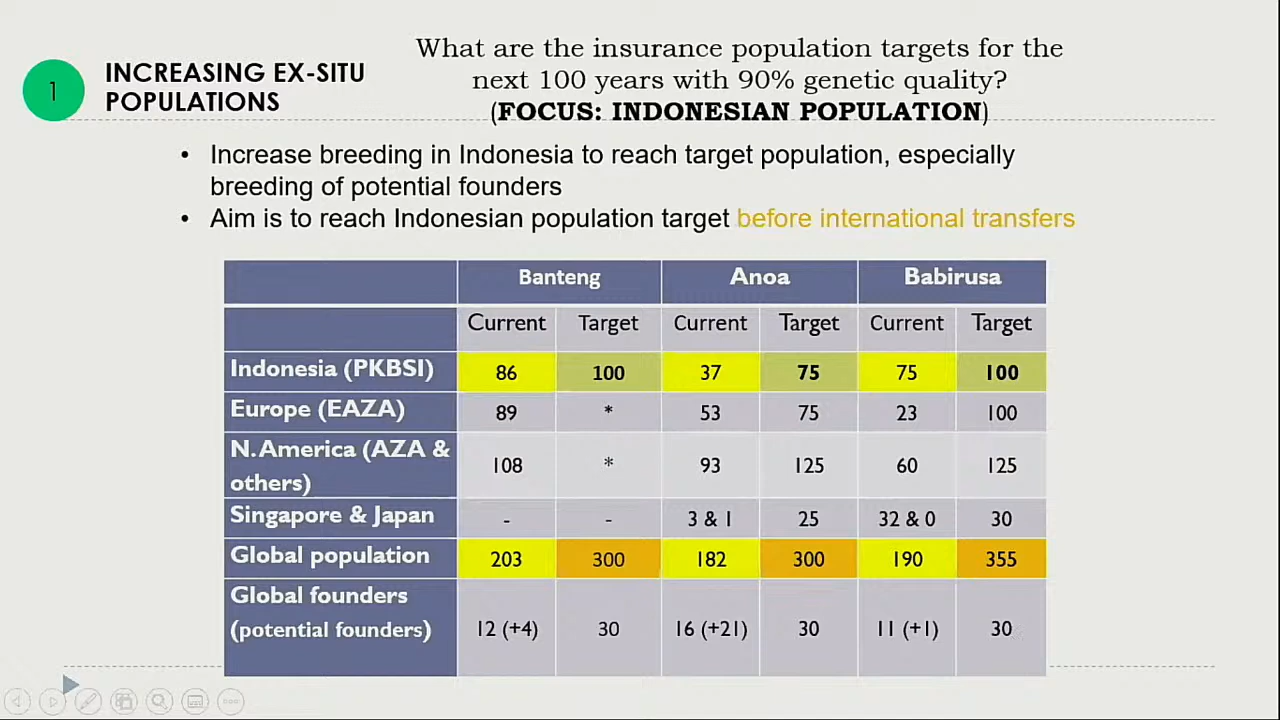 1
INCREASING EX-SITU
POPULATIONS
What are the insurance population targets for the
next 100 years with 90% genetic quality?
(FOCUS: INDONESIAN POPULATION)
• Increase breeding in Indonesia to reach target population, especially
breeding of potential founders
• Aim is to reach Indonesian population target before international transfers
Banteng Anoa Babirusa
Current Target Current Target Current Target
Indonesia (PKBSI) 86 100 37 75 75 100
Europe (EAZA) 89 * 53 75 23 100
N. America (AZA &
others) 108 * 93 125 60 125
Singapore & Japan - - 3 & 1 25 32 & 0 30
Global population 203 300 182 300 190 355
Global founders
(potential founders) 12 (+4) 30 16 (+21) 30 11 (+1) 30